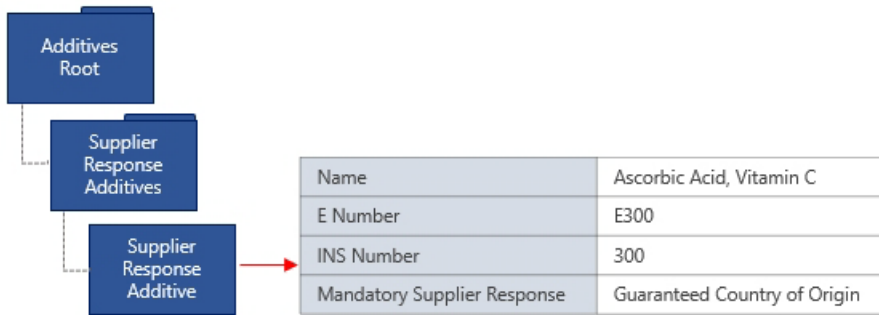 Additives
Root
Supplier
Response
Additives
Supplier
Response
Additive
Name Ascorbic Acid, Vitamin C
E Number E300
INS Number 300
Mandatory Supplier Response Guaranteed Country of Origin